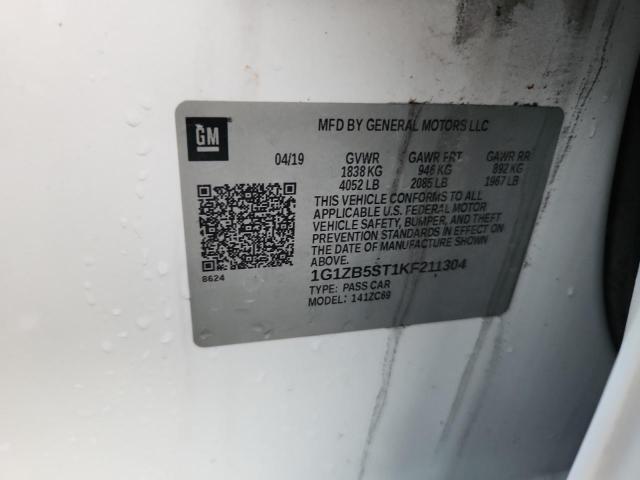 GM
MFD BY GENERAL MOTORS LLC
04/19 GVWR GAWR FRT GAWR RR
1838 KG 946 KG 892 KG
4052 LB 2085 LB 1967 LB
THIS VEHICLE CONFORMS TO ALL
APPLICABLE U.S. FEDERAL MOTOR
VEHICLE SAFETY, BUMPER, AND THEFT
PREVENTION STANDARDS IN EFFECT ON
THE DATE OF MANUFACTURE SHOWN
ABOVE.
8624
1G1ZB5ST1KF211304
TYPE: PASS CAR
MODEL: 141ZC69